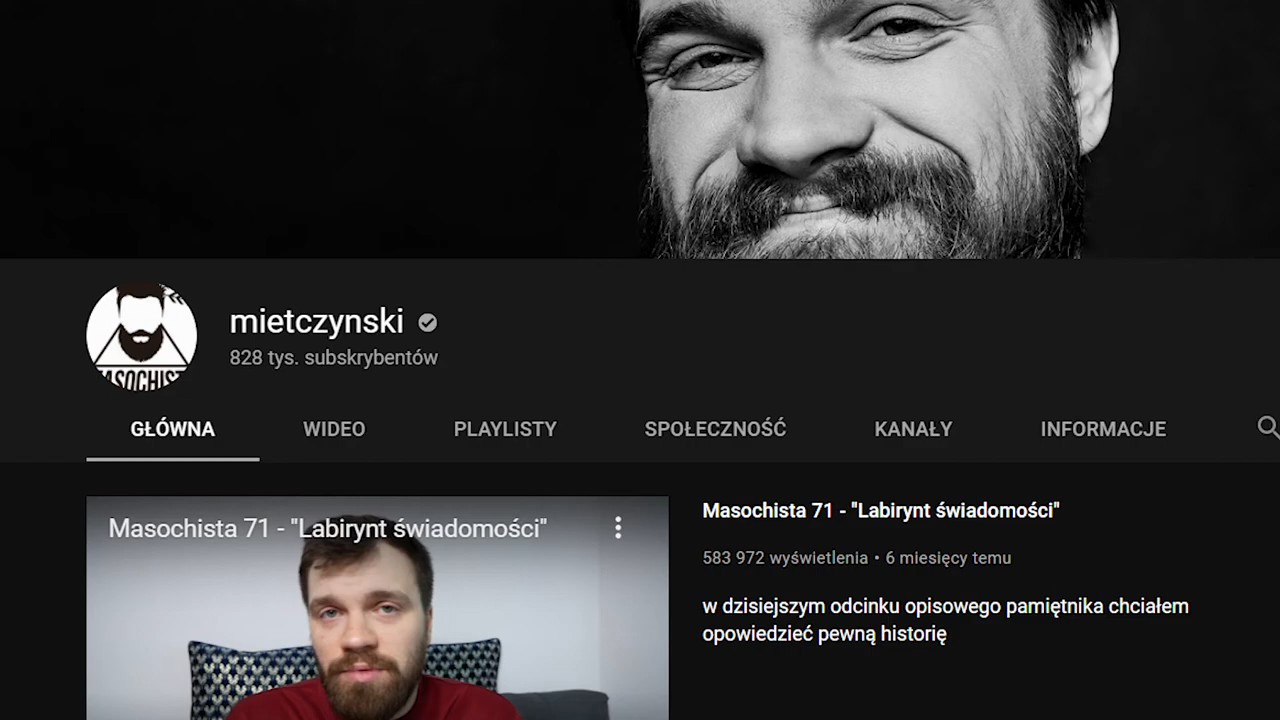 mietczynski
828 tys. subskrybentów
GŁÓWNA WIDEO PLAYLISTY SPOŁECZNOŚĆ KANAŁY INFORMACJE
Masochista 71 - "Labirynt świadomości"
Masochista 71 - "Labirynt świadomości"
583 972 wyświetlenia • 6 miesięcy temu
w dzisiejszym odcinku opisowego pamiętnika chciałem
opowiedzieć pewną historię